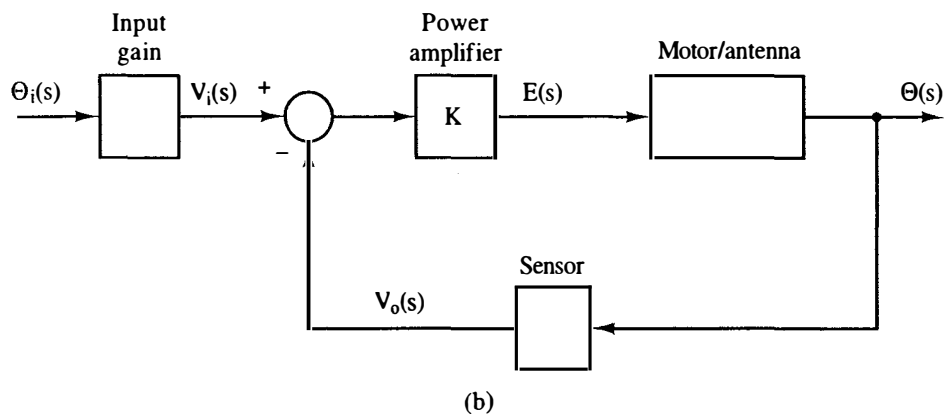 Input
gain
Power
amplifier
Motor/antenna
Θᵢ(s)
Vᵢ(s)
+
−
K
E(s)
Θ(s)
Sensor
Vₒ(s)
(b)